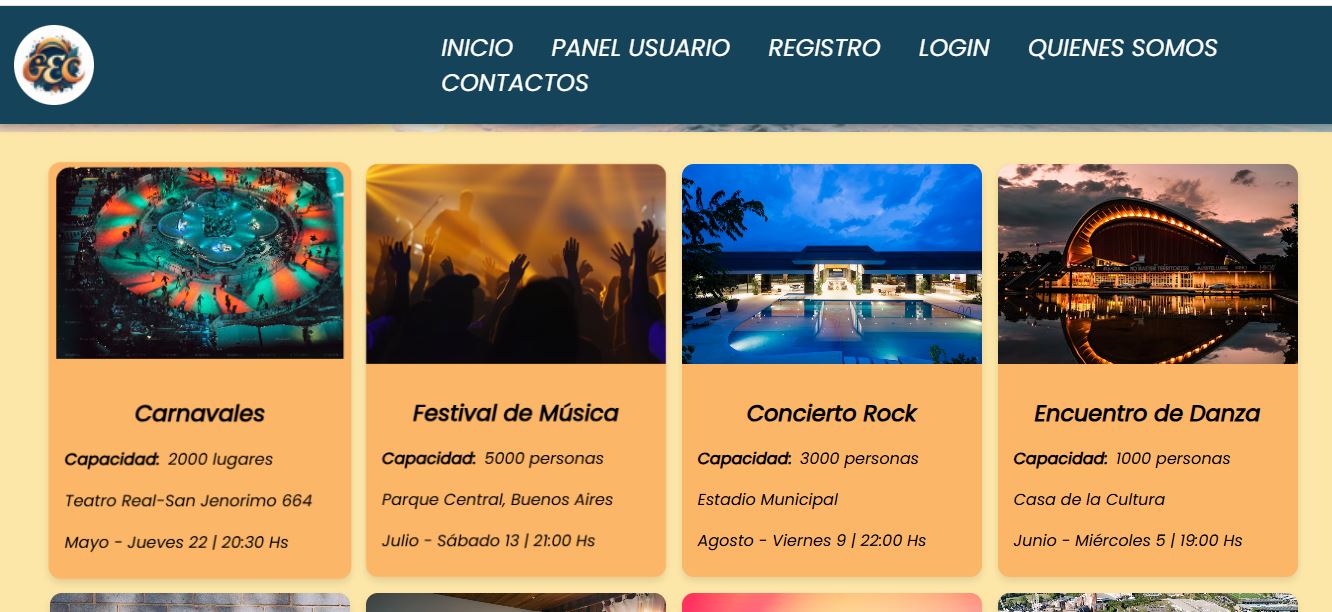 GEC
INICIO PANEL USUARIO REGISTRO LOGIN QUIENES SOMOS
CONTACTOS
Carnavales
Capacidad: 2000 lugares
Teatro Real-San Jenorimo 664
Mayo - Jueves 22 | 20:30 Hs
Festival de Música
Capacidad: 5000 personas
Parque Central, Buenos Aires
Julio - Sábado 13 | 21:00 Hs
Concierto Rock
Capacidad: 3000 personas
Estadio Municipal
Agosto - Viernes 9 | 22:00 Hs
Encuentro de Danza
Capacidad: 1000 personas
Casa de la Cultura
Junio - Miércoles 5 | 19:00 Hs